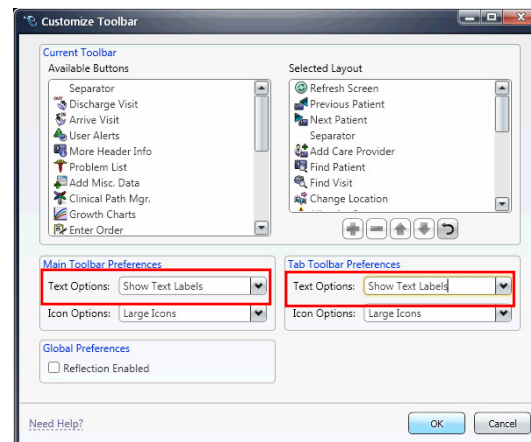 Customize Toolbar
Current Toolbar
Available Buttons
Separator
Discharge Visit
Arrive Visit
User Alerts
More Header Info
Problem List
Add Misc. Data
Clinical Path Mgr.
Growth Charts
Enter Order
Selected Layout
Refresh Screen
Previous Patient
Next Patient
Separator
Add Care Provider
Find Patient
Find Visit
Change Location
Main Toolbar Preferences
Text Options: Show Text Labels
Icon Options: Large Icons
Tab Toolbar Preferences
Text Options: Show Text Labels
Icon Options: Large Icons
Global Preferences
Reflection Enabled
Need Help?
OK
Cancel